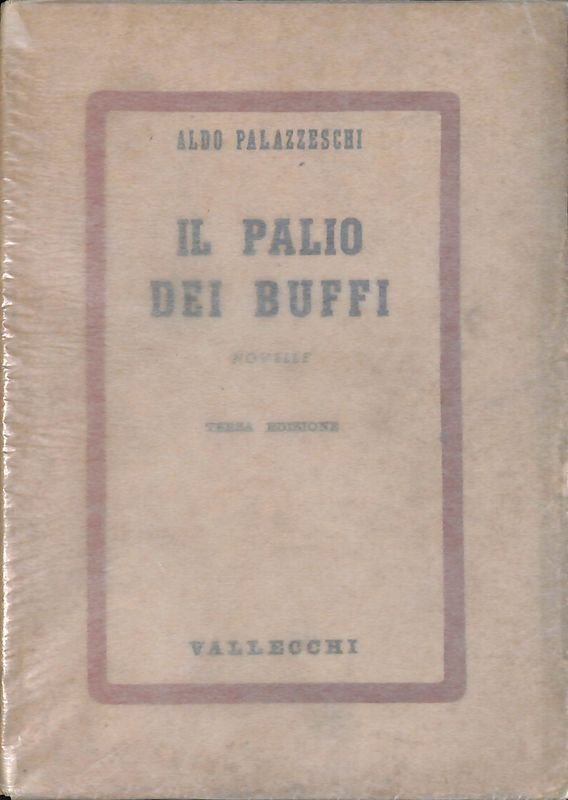 ALDO PALAZZESCHI
IL PALIO
DEI BUFFI
NOVELLE
TERZA EDIZIONE
VALLECCHI